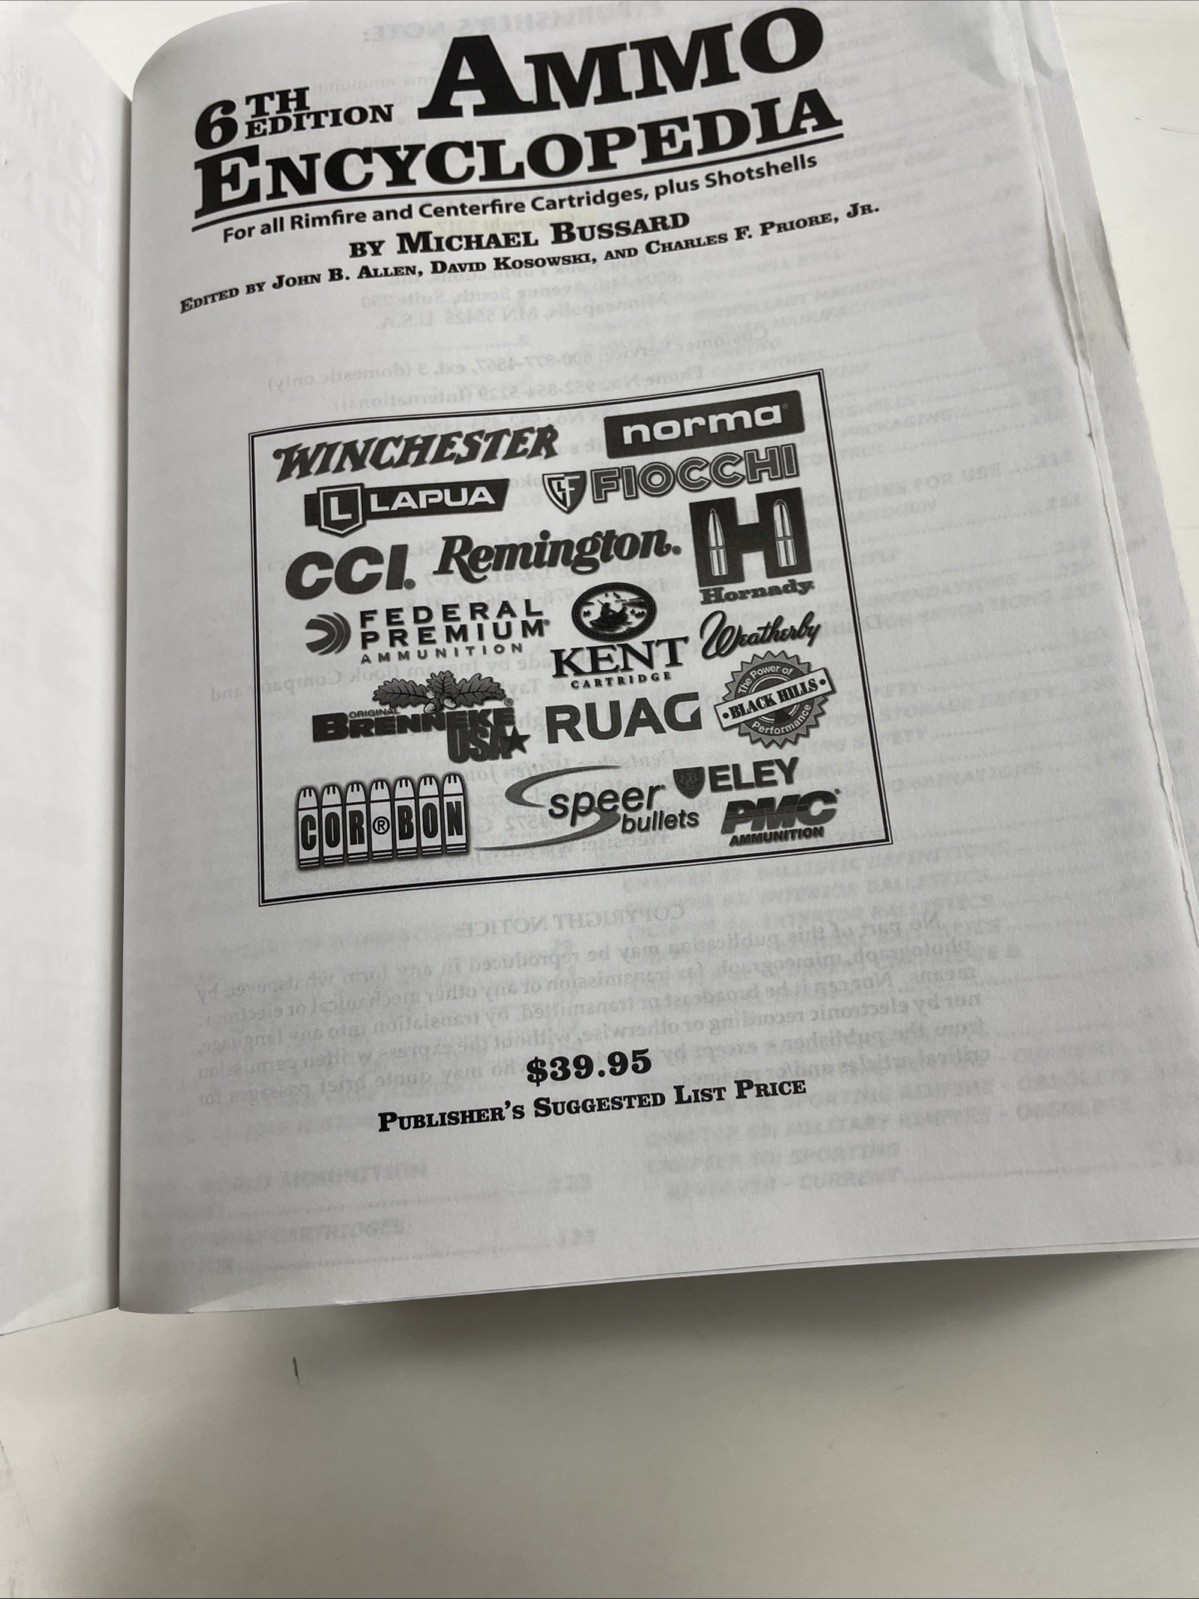 6TH EDITION AMMO
ENCYCLOPEDIA
For all Rimfire and Centerfire Cartridges, plus Shotshells
BY MICHAEL BUSSARD
EDITED BY JOHN B. ALLEN, DAVID KOSOWSKI, AND CHARLES F. PRIORE, JR.
WINCHESTER
norma
L LAPUA
GF FIOCCHI
CCI.
Remington.
H
Hornady
FEDERAL
PREMIUM
AMMUNITION
KENT
CARTRIDGE
Weatherby
ORIGINAL
BRENNEKE
USA
RUAG
The Power of
BLACK HILLS
Performance
COR®BON
speer
bullets
ELEY
PMC
AMMUNITION
$39.95
PUBLISHER'S SUGGESTED LIST PRICE